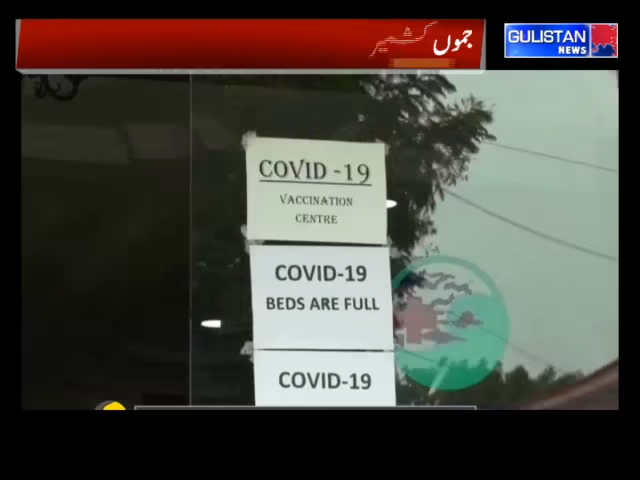 جموں کشمیر
GULISTAN
NEWS
COVID -19
VACCINATION
CENTRE
COVID-19
BEDS ARE FULL
COVID-19